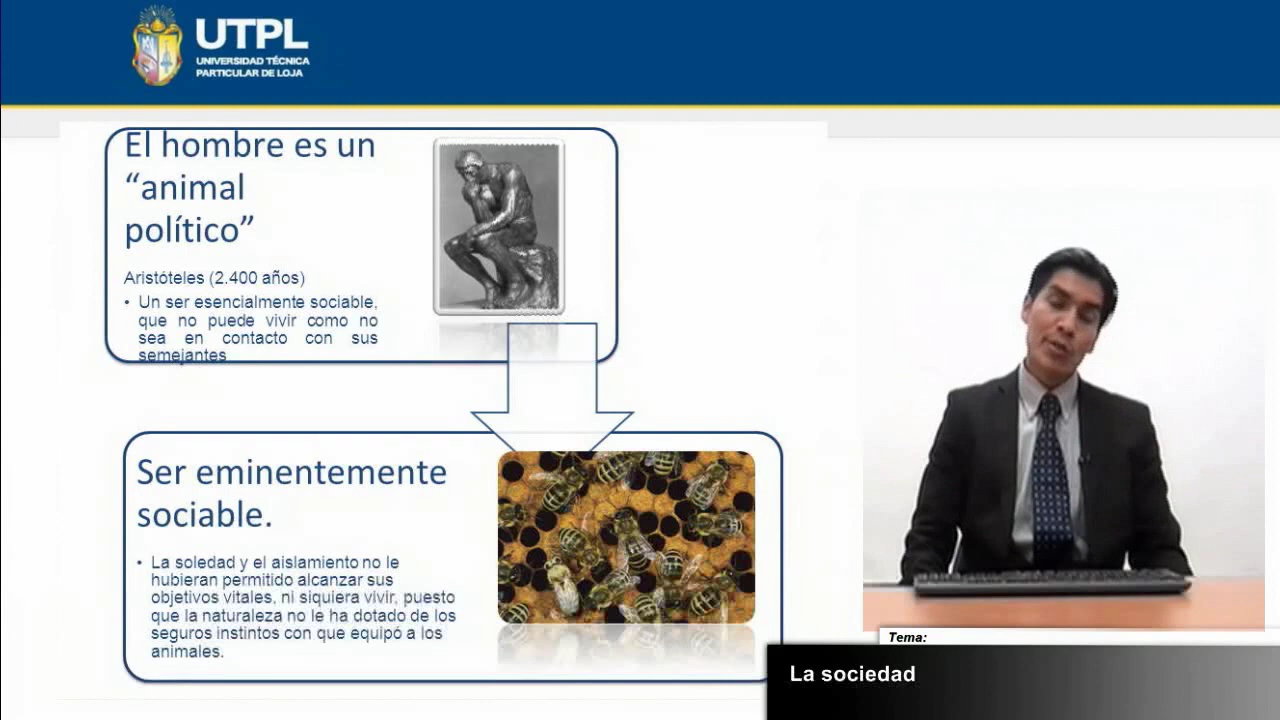 UTPL
UNIVERSIDAD TÉCNICA
PARTICULAR DE LOJA
El hombre es un
“animal
político”
Aristóteles (2.400 años)
• Un ser esencialmente sociable,
que no puede vivir como no
sea en contacto con sus
semejantes
Ser eminentemente
sociable.
• La soledad y el aislamiento no le
hubieran permitido alcanzar sus
objetivos vitales, ni siquiera vivir, puesto
que la naturaleza no le ha dotado de los
seguros instintos con que equipó a los
animales.
Tema:
La sociedad